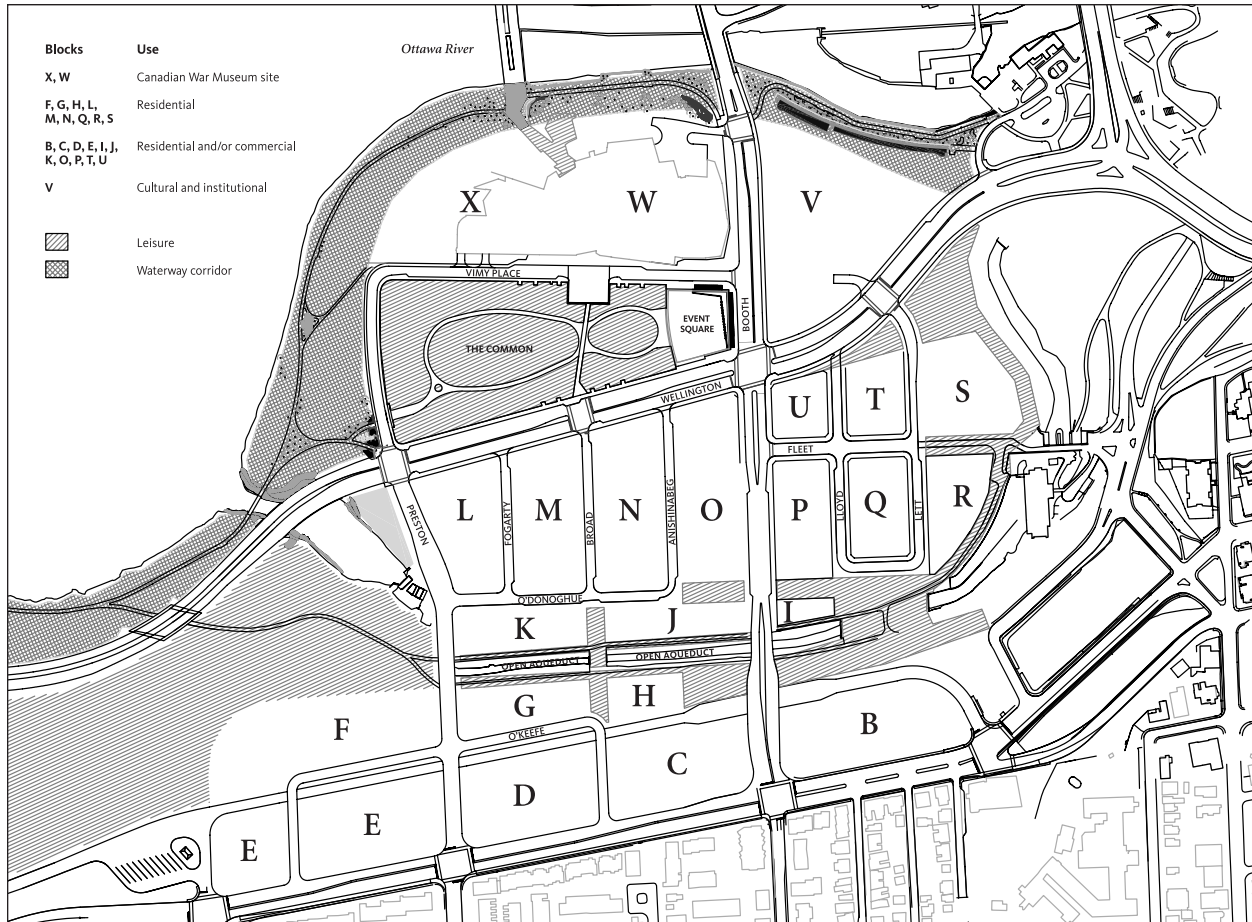 Blocks Use
Ottawa River
X, W Canadian War Museum site
F, G, H, L, Residential
M, N, Q, R, S
B, C, D, E, I, J, Residential and/or commercial
K, O, P, T, U
V Cultural and institutional
Leisure
Waterway corridor
X
W
V
VIMY PLACE
BOOTH
EVENT
SQUARE
THE COMMON
WELLINGTON
U
T
S
FLEET
L
M
N
O
P
Q
R
PRESTON
FOGARTY
BROAD
ANISHINABEG
LLOYD
LETT
O'DONOGHUE
K
J
I
OPEN AQUEDUCT
OPEN AQUEDUCT
F
G
H
B
O'KEEFE
C
D
E
E